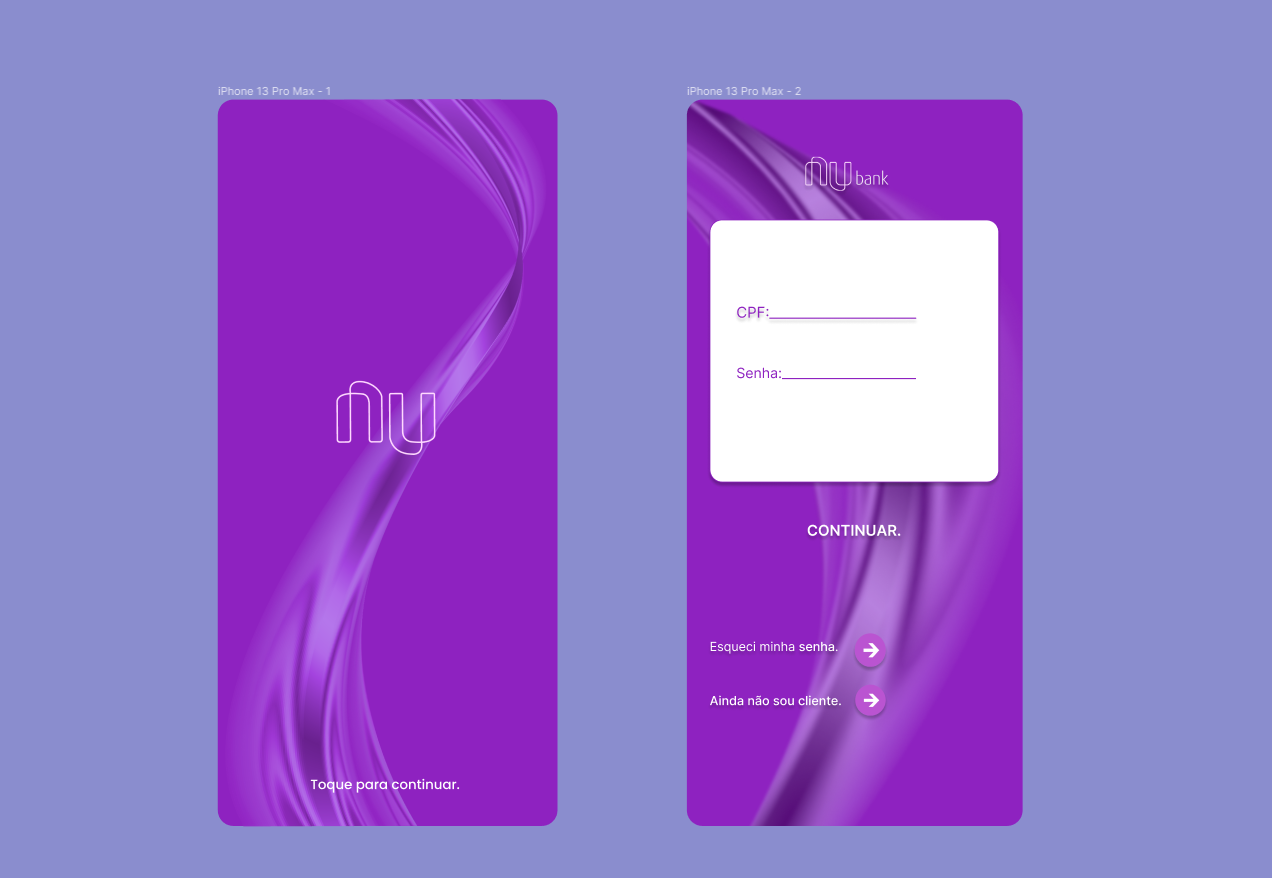 iPhone 13 Pro Max - 1
nu
Toque para continuar.
iPhone 13 Pro Max - 2
nu bank
CPF:
Senha:
CONTINUAR.
Esqueci minha senha.
Ainda não sou cliente.